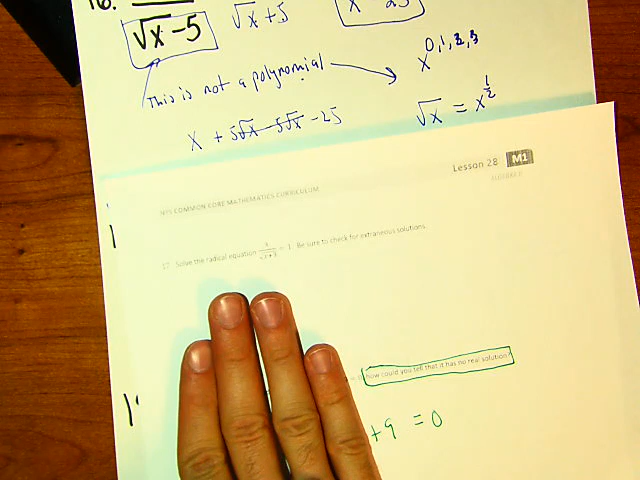 16.
√x - 5 √x + 5 x - 25
This is not a polynomial x^0, 1, 2, 3
x + 5√x - 5√x - 25 √x = x^1/2
Lesson 28 M1
NYS COMMON CORE MATHEMATICS CURRICULUM
ALGEBRA II
17. Solve the radical equation = 1. Be sure to check for extraneous solutions.
how could you tell that it has no real solution?
+ 9 = 0